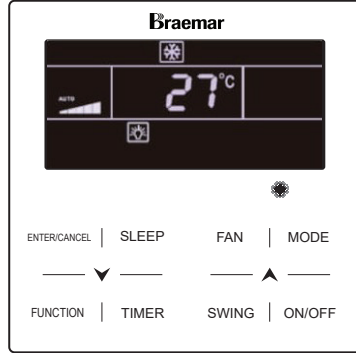 Braemar
27°C
AUTO
ENTER/CANCEL SLEEP FAN MODE
FUNCTION TIMER SWING ON/OFF